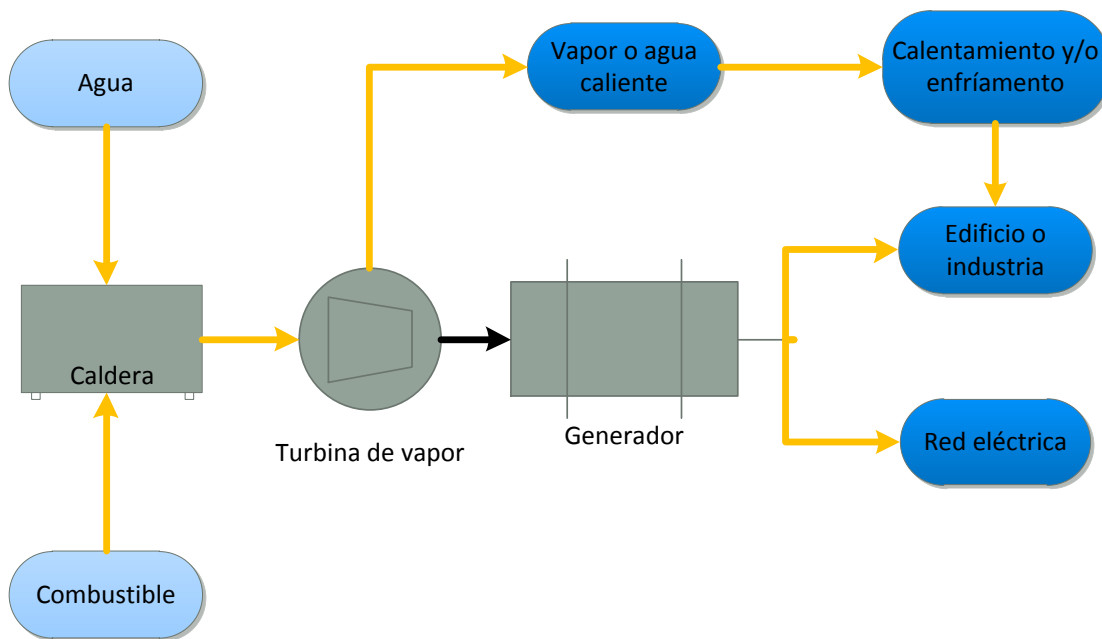 Agua
Vapor o agua
caliente
Calentamiento y/o
enfríamento
Edificio o
industria
Caldera
Turbina de vapor
Generador
Red eléctrica
Combustible